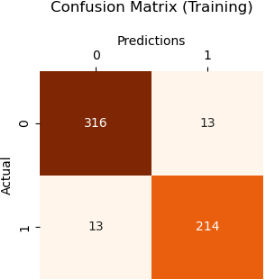 Confusion Matrix (Training)
Predictions
0 1
Actual
0 316 13
1 13 214